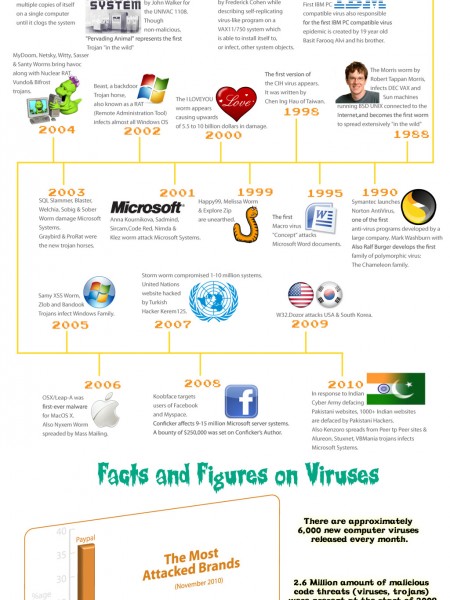 multiple copies of itself
on a single computer
until it clogs the system
SYSTEM
by John Walker for
the UNIVAC 1108.
Though
non-malicious,
"Pervading Animal" represents the first
Trojan "in the wild"
by Frederick Cohen while
describing self-replicating
virus-like program on a
VAX11/750 system which
is able to install itself to,
or infect, other system objects.
First IBM PC
compatible virus also responsible
for the first IBM PC compatible virus
epidemic is created by 19 year old
Basit Farooq Alvi and his brother.
MyDoom, Netsky, Witty, Sasser
& Santy Worms bring havoc
along with Nuclear RAT
Vundo& Bifrost
trojans.
2004
Beast, a backdoor
Trojan horse,
also known as a RAT
(Remote Administration Tool)
infects almost all Windows OS
2002
The I LOVEYOU
worm appears
causing upwards
of 5.5 to 10 billion dollars in damage.
Love
2000
The first version of
the CIH virus appears.
It was written by
Chen Ing Hau of Taiwan.
1998
The Morris worm by
Robert Tappan Morris,
infects DEC VAX and
Sun machines
running BSD UNIX connected to the
Internet,and becomes the first worm
to spread extensively "in the wild"
1988
2003
SQL Slammer, Blaster,
Welchia, Sobig & Sober
Worm damage Microsoft
Systems.
Graybird & ProRat were
the new trojan horses.
2001
Microsoft
Anna Kournikova, Sadmind,
Sircam,Code Red, Nimda &
Klez worm attack Microsoft Systems.
1999
Happy99, Melissa Worm
& Explore Zip
are unearthed.
1995
The first
Macro virus
"Concept" attacks
Microsoft Word documents.
W
1990
Symantec launches
Norton AntiVirus,
one of the first
anti-virus programs developed by a
large company. Mark Washburn with
Also Ralf Burger develops the first
family of polymorphic virus:
The Chameleon family.
Samy XSS Worm,
Zlob and Bandook
Trojans infect Windows Family.
2005
Storm worm compromised 1-10 million systems.
United Nations
website hacked
by Turkish
Hacker Kerem125.
2007
W32.Dozor attacks USA & South Korea.
2009
2006
OSX/Leap-A was
first-ever malware
for MacOS X.
Also Nyxem Worm
spreaded by Mass Mailing.
2008
Koobface targets
users of Facebook
and Myspace.
Conficker affects 9-15 million Microsoft server systems.
A bounty of $250,000 was set on Conficker's Author.
f
2010
In response to Indian
Cyber Army defacing
Pakistani websites, 1000+ Indian websites
are defaced by Pakistani Hackers.
Also Kenzoro spreads from Peer tp Peer sites &
Alureon, Stuxnet, VBMania trojans infects
Microsoft Systems.
Facts and Figures on Viruses
40
35
30
25
20
Paypal
The Most
Attacked Brands
(November 2010)
There are approximately
6,000 new computer viruses
released every month.
2.6 Million amount of malicious
code threats (viruses, trojans)